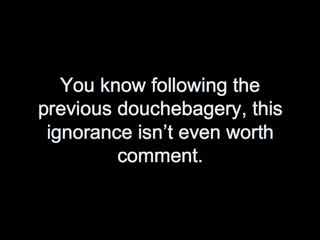 You know following the
previous douchebagery, this
ignorance isn't even worth
comment.